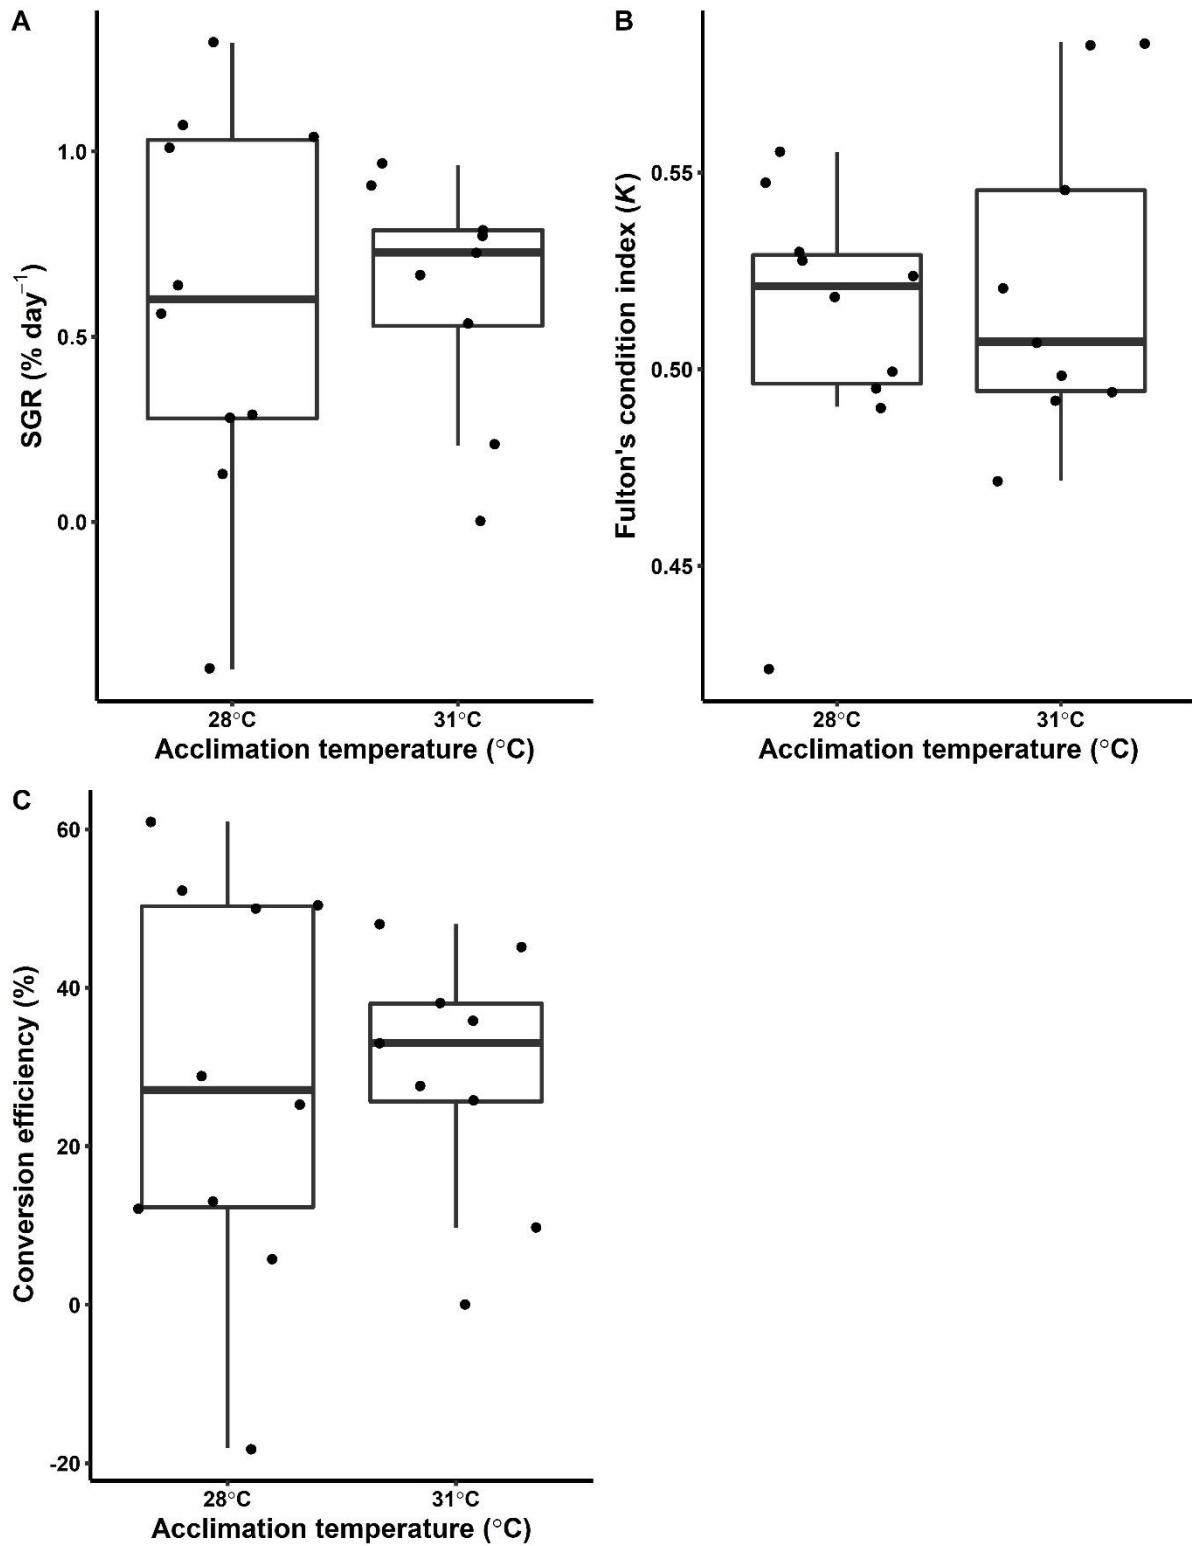 A
SGR (% day⁻¹)
1.0
0.5
0.0
28°C
31°C
Acclimation temperature (°C)
B
Fulton's condition index (K)
0.55
0.50
0.45
28°C
31°C
Acclimation temperature (°C)
C
Conversion efficiency (%)
60
40
20
0
-20
28°C
31°C
Acclimation temperature (°C)